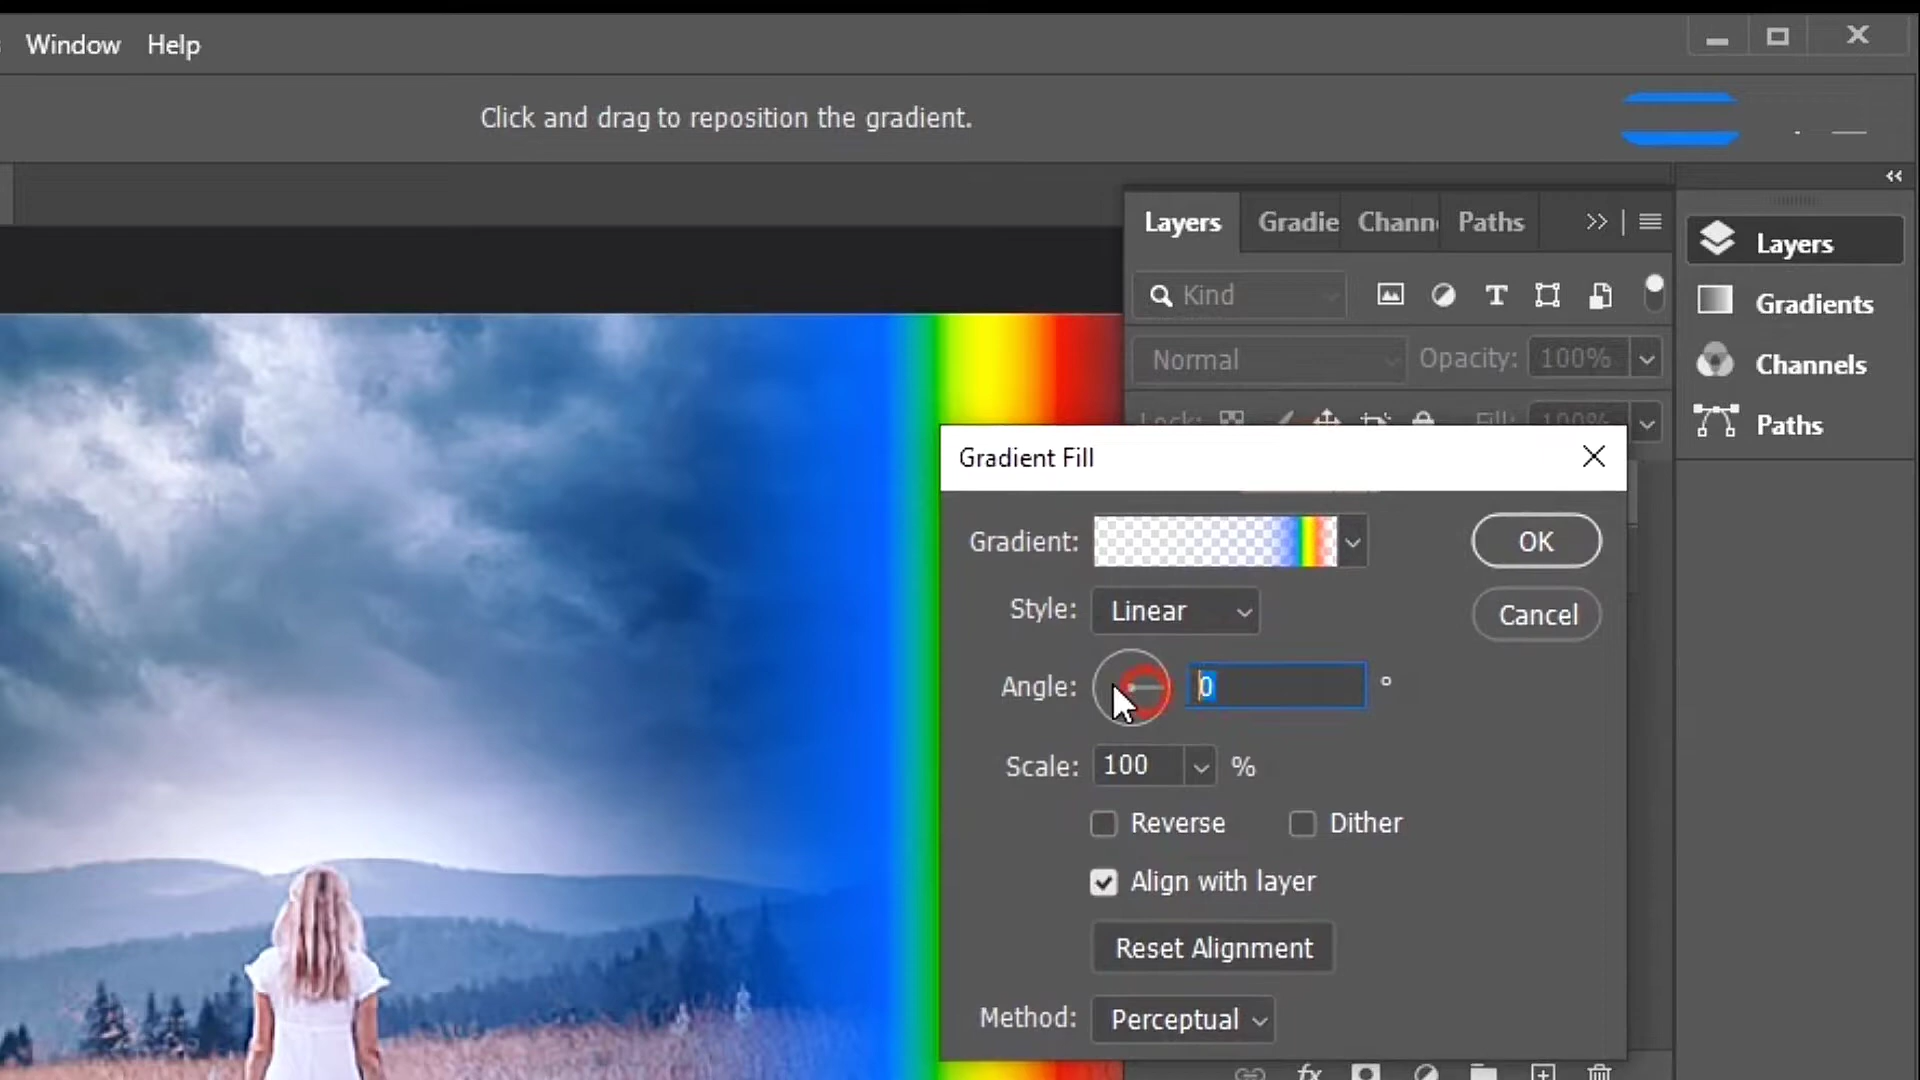 Window Help
Click and drag to reposition the gradient.
Layers Gradie Chann Paths
Kind
Normal Opacity: 100%
Lock: Fill: 100%
Layers
Gradients
Channels
Paths
Gradient Fill
Gradient:
OK
Style: Linear
Cancel
Angle: 0 °
Scale: 100 %
Reverse Dither
Align with layer
Reset Alignment
Method: Perceptual
fx